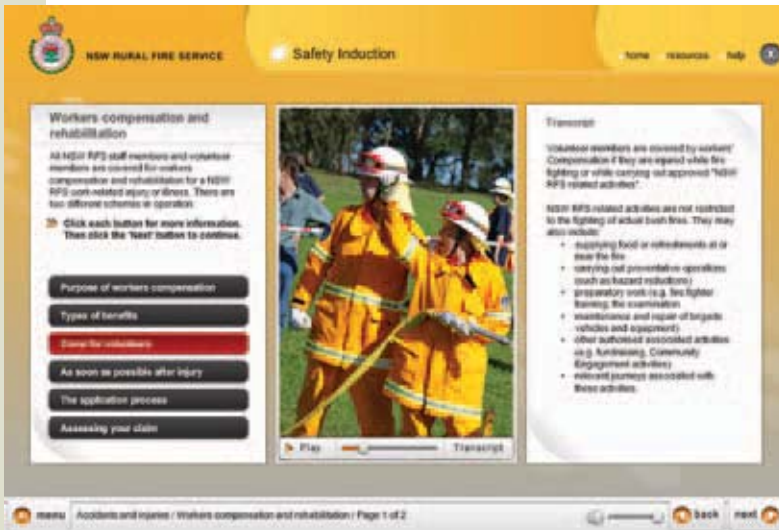 NSW RURAL FIRE SERVICE
Safety Induction
home resources help X
Workers compensation and
rehabilitation
All NSW RFS staff members and volunteer
members are covered for workers
compensation and rehabilitation for a NSW
RFS work-related injury or illness. There are
two different schemes in operation.
Click each button for more information.
Then click the 'Next' button to continue.
Purpose of workers compensation
Types of benefits
for volunteers
As soon as possible after injury
The application process
Assessing your claim
Play
Transcript
Transcript
Volunteer members are covered by workers'
Compensation if they are injured while fire
fighting or while carrying out approved "NSW
RFS related activities".
NSW RFS related activities are not restricted
to the fighting of actual bush fires. They may
also include:
• supplying food or refreshments at or
near the fire
• carrying out preventative operations
(such as hazard reductions)
• preparatory work (e.g. fire fighter
training, the examination
• maintenance and repair of brigade
vehicles and equipment)
• other authorised associated activities
(e.g. fundraising, Community
Engagement activities)
• relevant journeys associated with
these activities.
menu Accidents and injuries / Workers compensation and rehabilitation / Page 1 of 2
back next